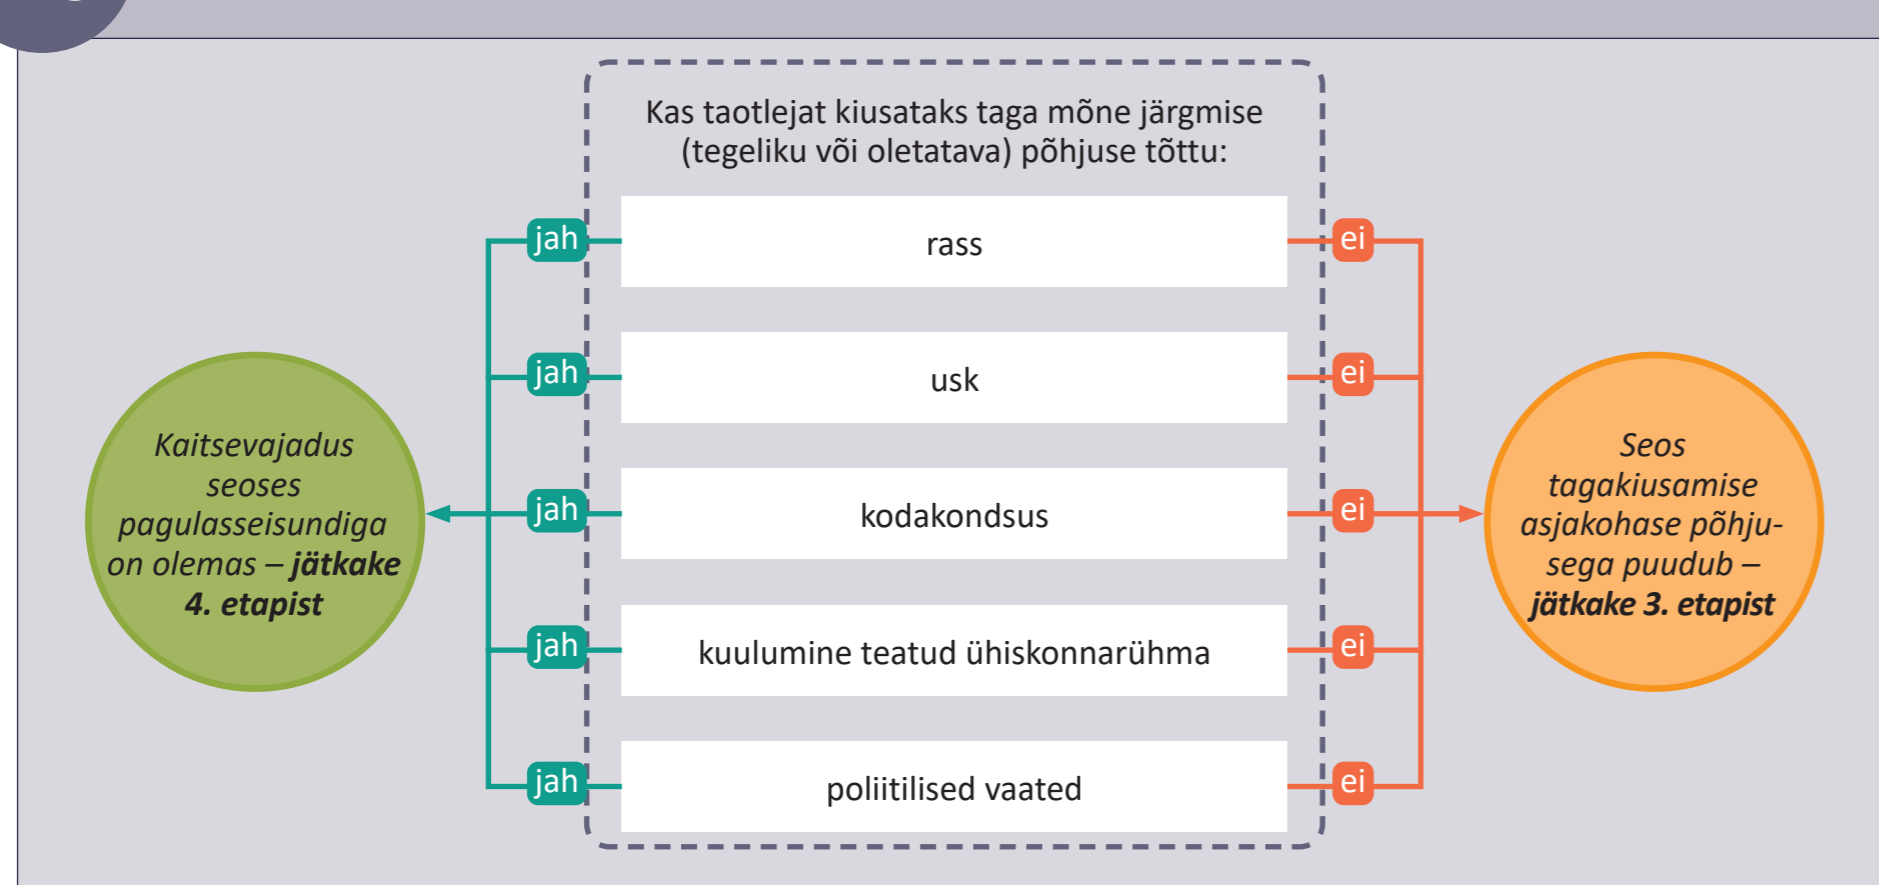 Kas taotlejat kiusataks taga mõne järgmise
(tegeliku või oletatava) põhjuse tõttu:
jah
rass
ei
jah
usk
ei
jah
kodakondsus
ei
jah
kuulumine teatud ühiskonnarühma
ei
jah
poliitilised vaated
ei
Kaitsevajadus
seoses
pagulasseisundiga
on olemas – jätkake
4. etapist
Seos
tagakiusamise
asjakohase põhju-
sega puudub –
jätkake 3. etapist